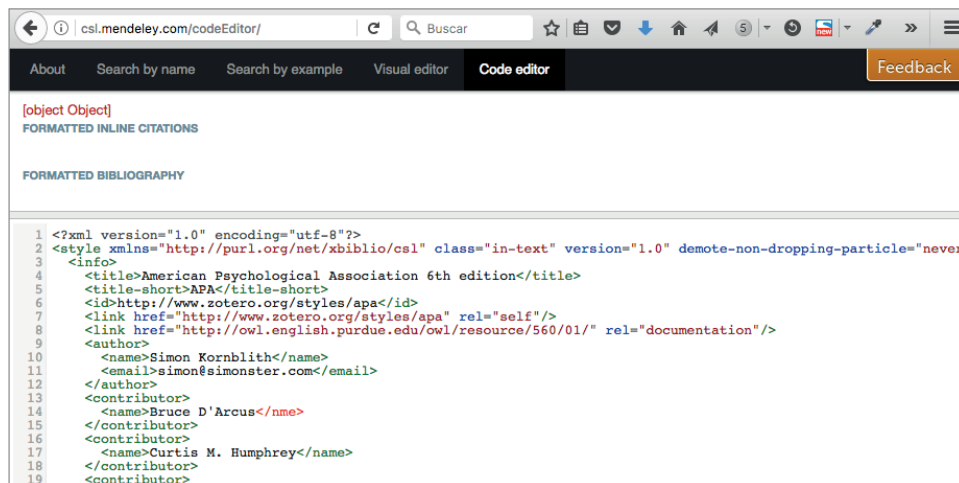 csl.mendeley.com/codeEditor/ Buscar 5 new
About Search by name Search by example Visual editor Code editor Feedback
[object Object]
FORMATTED INLINE CITATIONS
FORMATTED BIBLIOGRAPHY
1 <?xml version="1.0" encoding="utf-8"?>
2 <style xmlns="http://purl.org/net/xbiblio/csl" class="in-text" version="1.0" demote-non-dropping-particle="never
3 <info>
4 <title>American Psychological Association 6th edition</title>
5 <title-short>APA</title-short>
6 <id>http://www.zotero.org/styles/apa</id>
7 <link href="http://www.zotero.org/styles/apa" rel="self"/>
8 <link href="http://owl.english.purdue.edu/owl/resource/560/01/" rel="documentation"/>
9 <author>
10 <name>Simon Kornblith</name>
11 <email>simon@simonster.com</email>
12 </author>
13 <contributor>
14 <name>Bruce D'Arcus</nme>
15 </contributor>
16 <contributor>
17 <name>Curtis M. Humphrey</name>
18 </contributor>
19 <contributor>